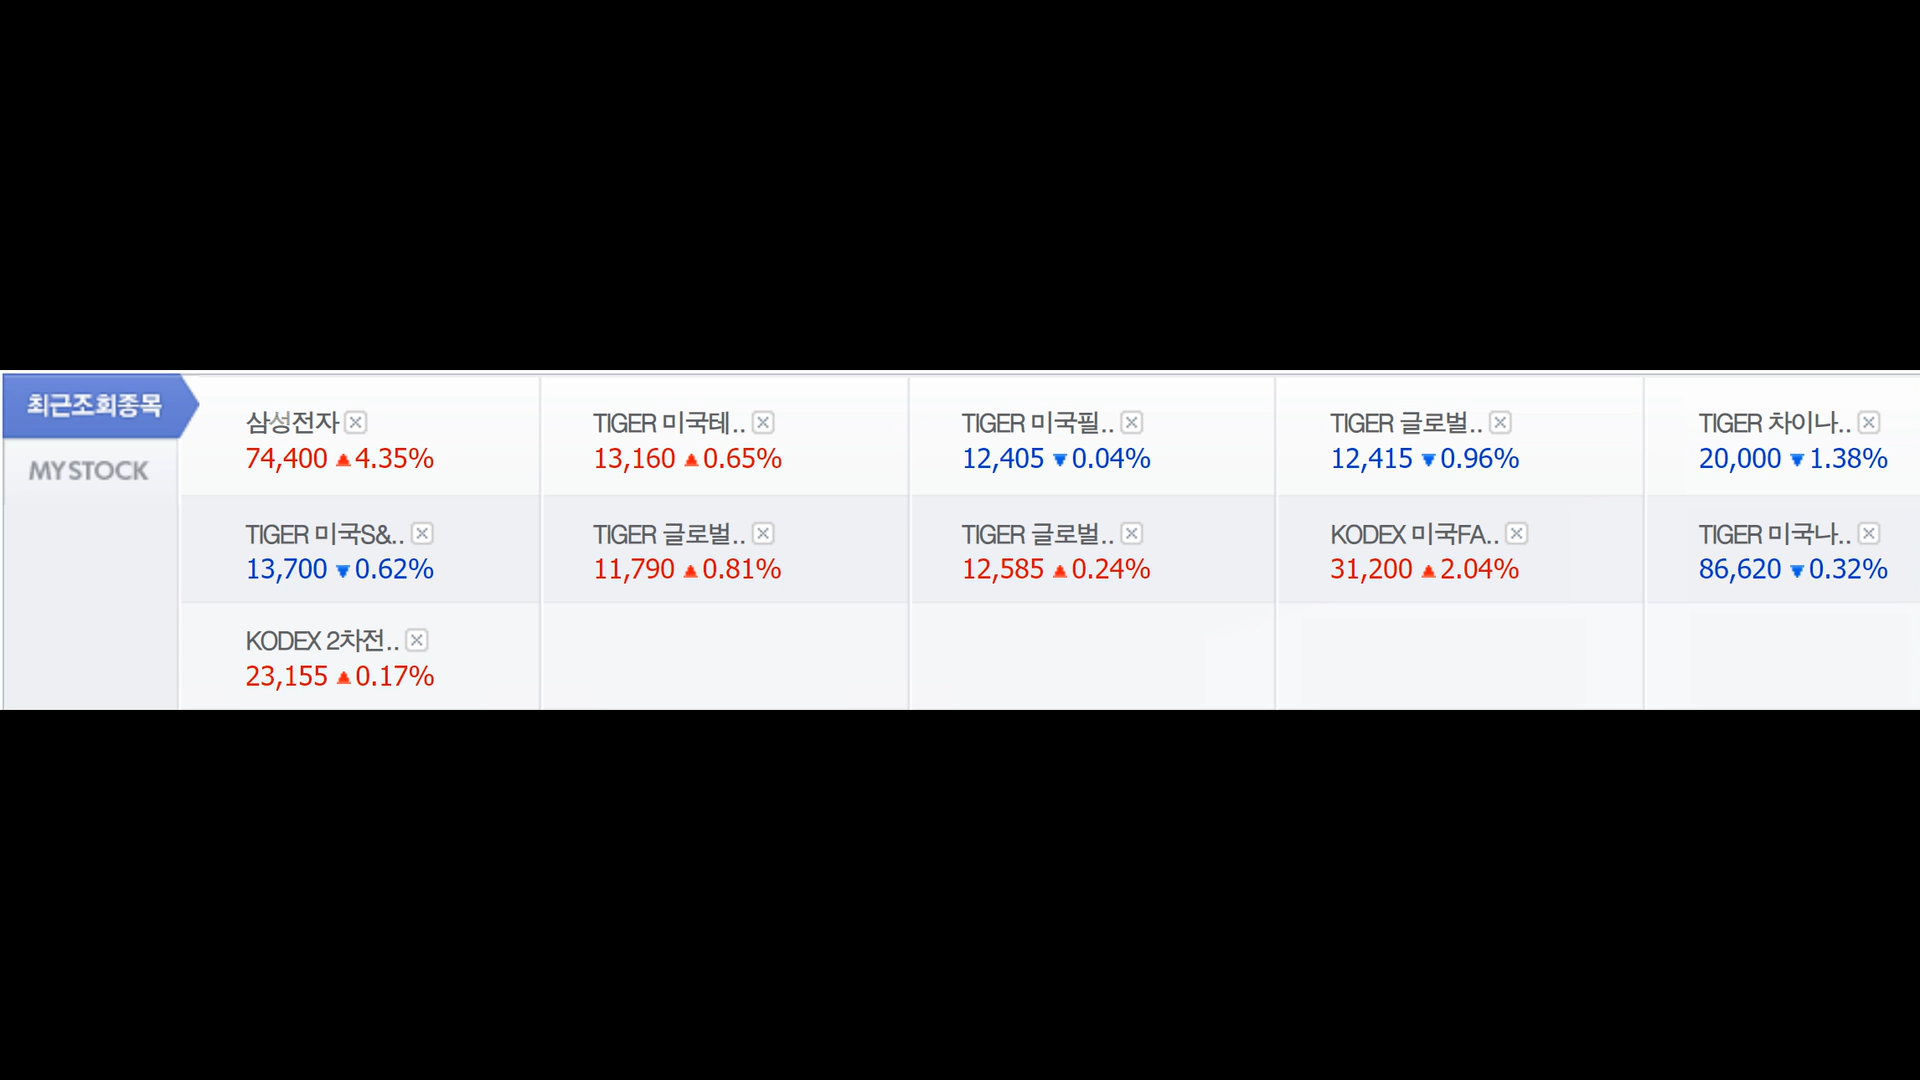 최근조회종목
MYSTOCK
삼성전자
74,400 ▲ 4.35%
TIGER 미국테..
13,160 ▲ 0.65%
TIGER 미국필..
12,405 ▼ 0.04%
TIGER 글로벌..
12,415 ▼ 0.96%
TIGER 차이나..
20,000 ▼ 1.38%
TIGER 미국S&..
13,700 ▼ 0.62%
TIGER 글로벌..
11,790 ▲ 0.81%
TIGER 글로벌..
12,585 ▲ 0.24%
KODEX 미국FA..
31,200 ▲ 2.04%
TIGER 미국나..
86,620 ▼ 0.32%
KODEX 2차전..
23,155 ▲ 0.17%